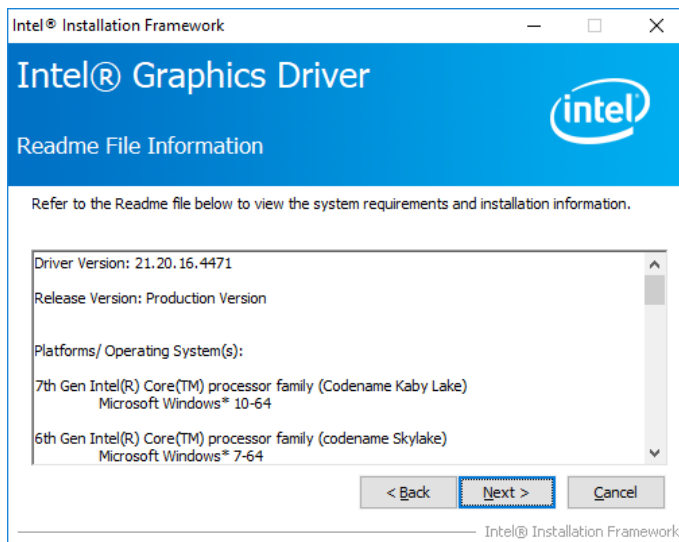 Intel® Installation Framework
Intel® Graphics Driver
intel
Readme File Information
Refer to the Readme file below to view the system requirements and installation information.
Driver Version: 21.20.16.4471
Release Version: Production Version
Platforms/ Operating System(s):
7th Gen Intel(R) Core(TM) processor family (Codename Kaby Lake)
Microsoft Windows* 10-64
6th Gen Intel(R) Core(TM) processor family (codename Skylake)
Microsoft Windows* 7-64
< Back Next > Cancel
Intel® Installation Framework